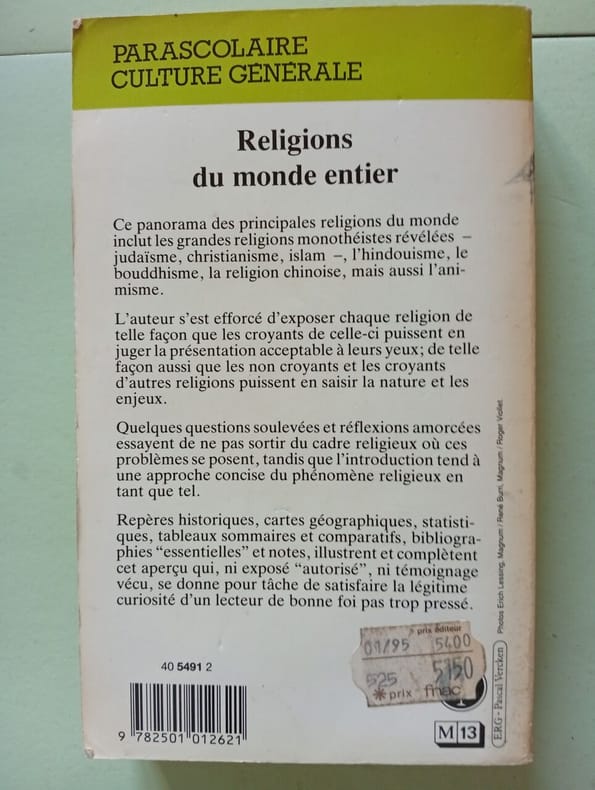 PARASCOLAIRE
CULTURE GÉNÉRALE
Religions
du monde entier
Ce panorama des principales religions du monde
inclut les grandes religions monothéistes révélées –
judaïsme, christianisme, islam –, l'hindouisme, le
bouddhisme, la religion chinoise, mais aussi l'ani-
misme.
L'auteur s'est efforcé d'exposer chaque religion de
telle façon que les croyants de celle-ci puissent en
juger la présentation acceptable à leurs yeux; de telle
façon aussi que les non croyants et les croyants
d'autres religions puissent en saisir la nature et les
enjeux.
Quelques questions soulevées et réflexions amorcées
essayent de ne pas sortir du cadre religieux où ces
problèmes se posent, tandis que l'introduction tend à
une approche concise du phénomène religieux en
tant que tel.
Repères historiques, cartes géographiques, statisti-
ques, tableaux sommaires et comparatifs, bibliogra-
phies "essentielles" et notes, illustrent et complètent
cet aperçu qui, ni exposé "autorisé", ni témoignage
vécu, se donne pour tâche de satisfaire la légitime
curiosité d'un lecteur de bonne foi pas trop pressé.
Photos Erich Lessing, Magnum / René Burri, Magnum / Roger Viollet.
E.R.G - Pascal Vercken
prix éditeur
01/95 5400
525 5150
*prix fnac
40 5491 2
9 782501 012621
M 13